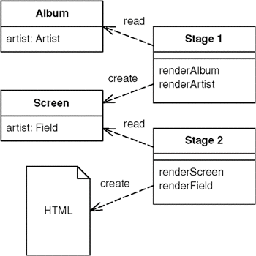 Album
artist: Artist
read
Stage 1
renderAlbum
renderArtist
create
Screen
artist: Field
read
Stage 2
renderScreen
renderField
create
HTML